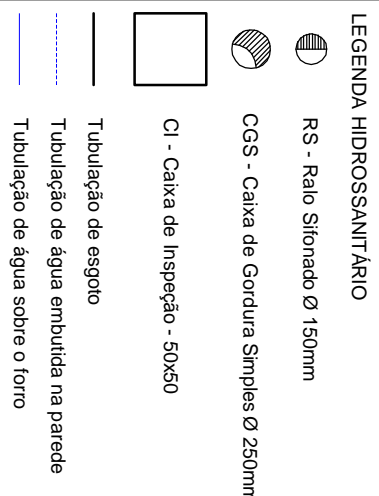 LEGENDA HIDROSSANITÁRIO
RS - Ralo Sifonado Ø 150mm
CGS - Caixa de Gordura Simples Ø 250mm
CI - Caixa de Inspeção - 50x50
Tubulação de esgoto
Tubulação de água embutida na parede
Tubulação de água sobre o forro